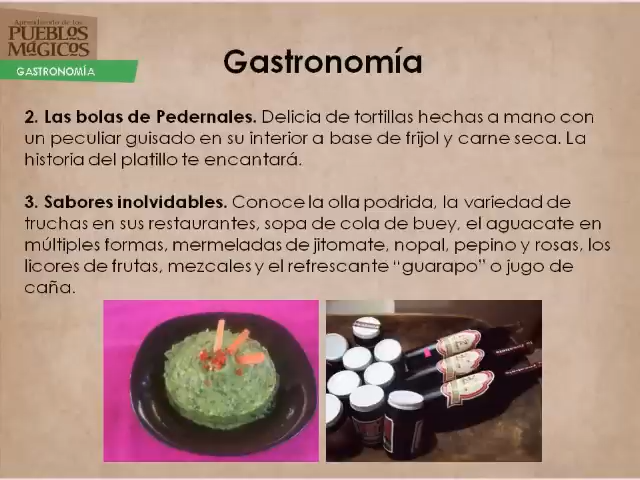 Aprendiendo de los
PUEBLOS
MÁGICOS
GASTRONOMÍA
Gastronomía
2. Las bolas de Pedernales. Delicia de tortillas hechas a mano con
un peculiar guisado en su interior a base de frijol y carne seca. La
historia del platillo te encantará.
3. Sabores inolvidables. Conoce la olla podrida, la variedad de
truchas en sus restaurantes, sopa de cola de buey, el aguacate en
múltiples formas, mermeladas de jitomate, nopal, pepino y rosas, los
licores de frutas, mezcales y el refrescante “guarapo” o jugo de
caña.